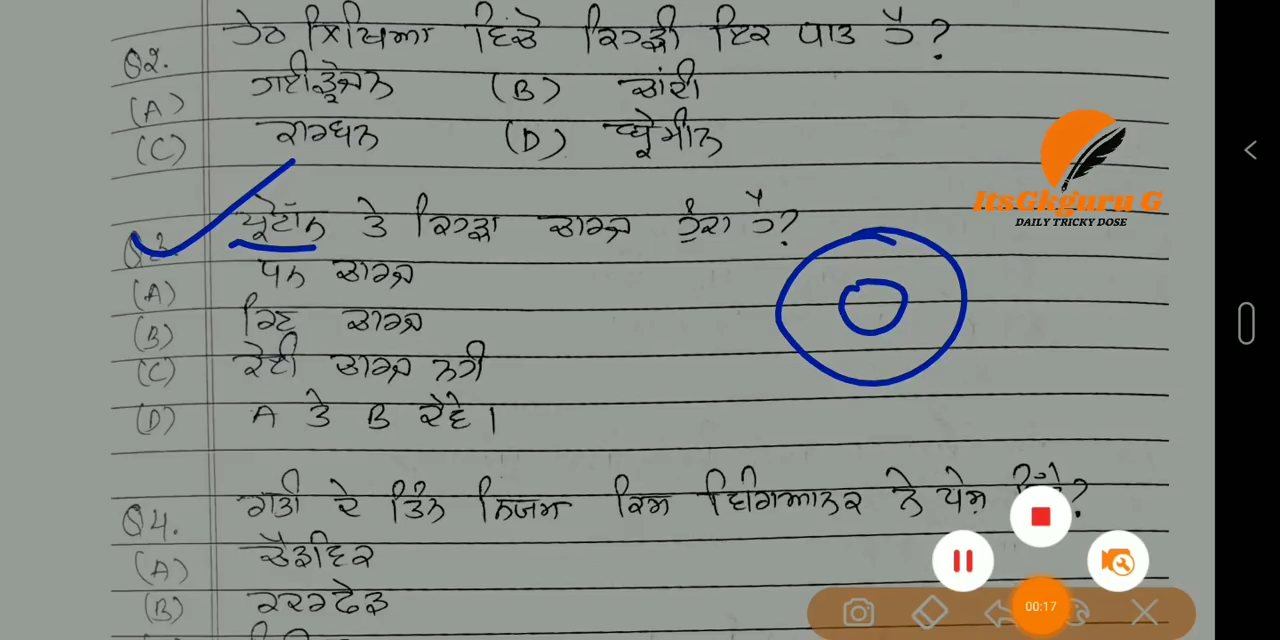 ਹੇਠ ਲਿਖਿਆ ਵਿੱਚੋ ਕਿਹੜੀ ਇਕ ਧਾਤ ਹੈ?
Q2.
(A) ਨਾਈਟ੍ਰੋਜਨ (B) ਚਾਂਦੀ
(C) ਕਾਰਬਨ (D) ਬ੍ਰੋਮੀਨ
Q3 ਪ੍ਰੋਟਾੱਨ ਤੇ ਕਿਹੜਾ ਚਾਰਜ ਹੁੰਦਾ ਹੈ?
(A) ਧਨ ਚਾਰਜ
(B) ਰਿਣ ਚਾਰਜ
(C) ਕੋਈ ਚਾਰਜ ਨਹੀ
(D) A ਤੇ B ਦੋਵੇ ।
Q4. ਗਤੀ ਦੇ ਤਿੰਨ ਨਿਯਮ ਕਿਸ ਵਿਗਿਆਨਕ ਨੇ ਪੇਸ਼ ?
(A) ਚੈਡਵਿਕ
(B) ਰਦਰਫੋਡ
ItsGkguru G
DAILY TRICKY DOSE
00:17